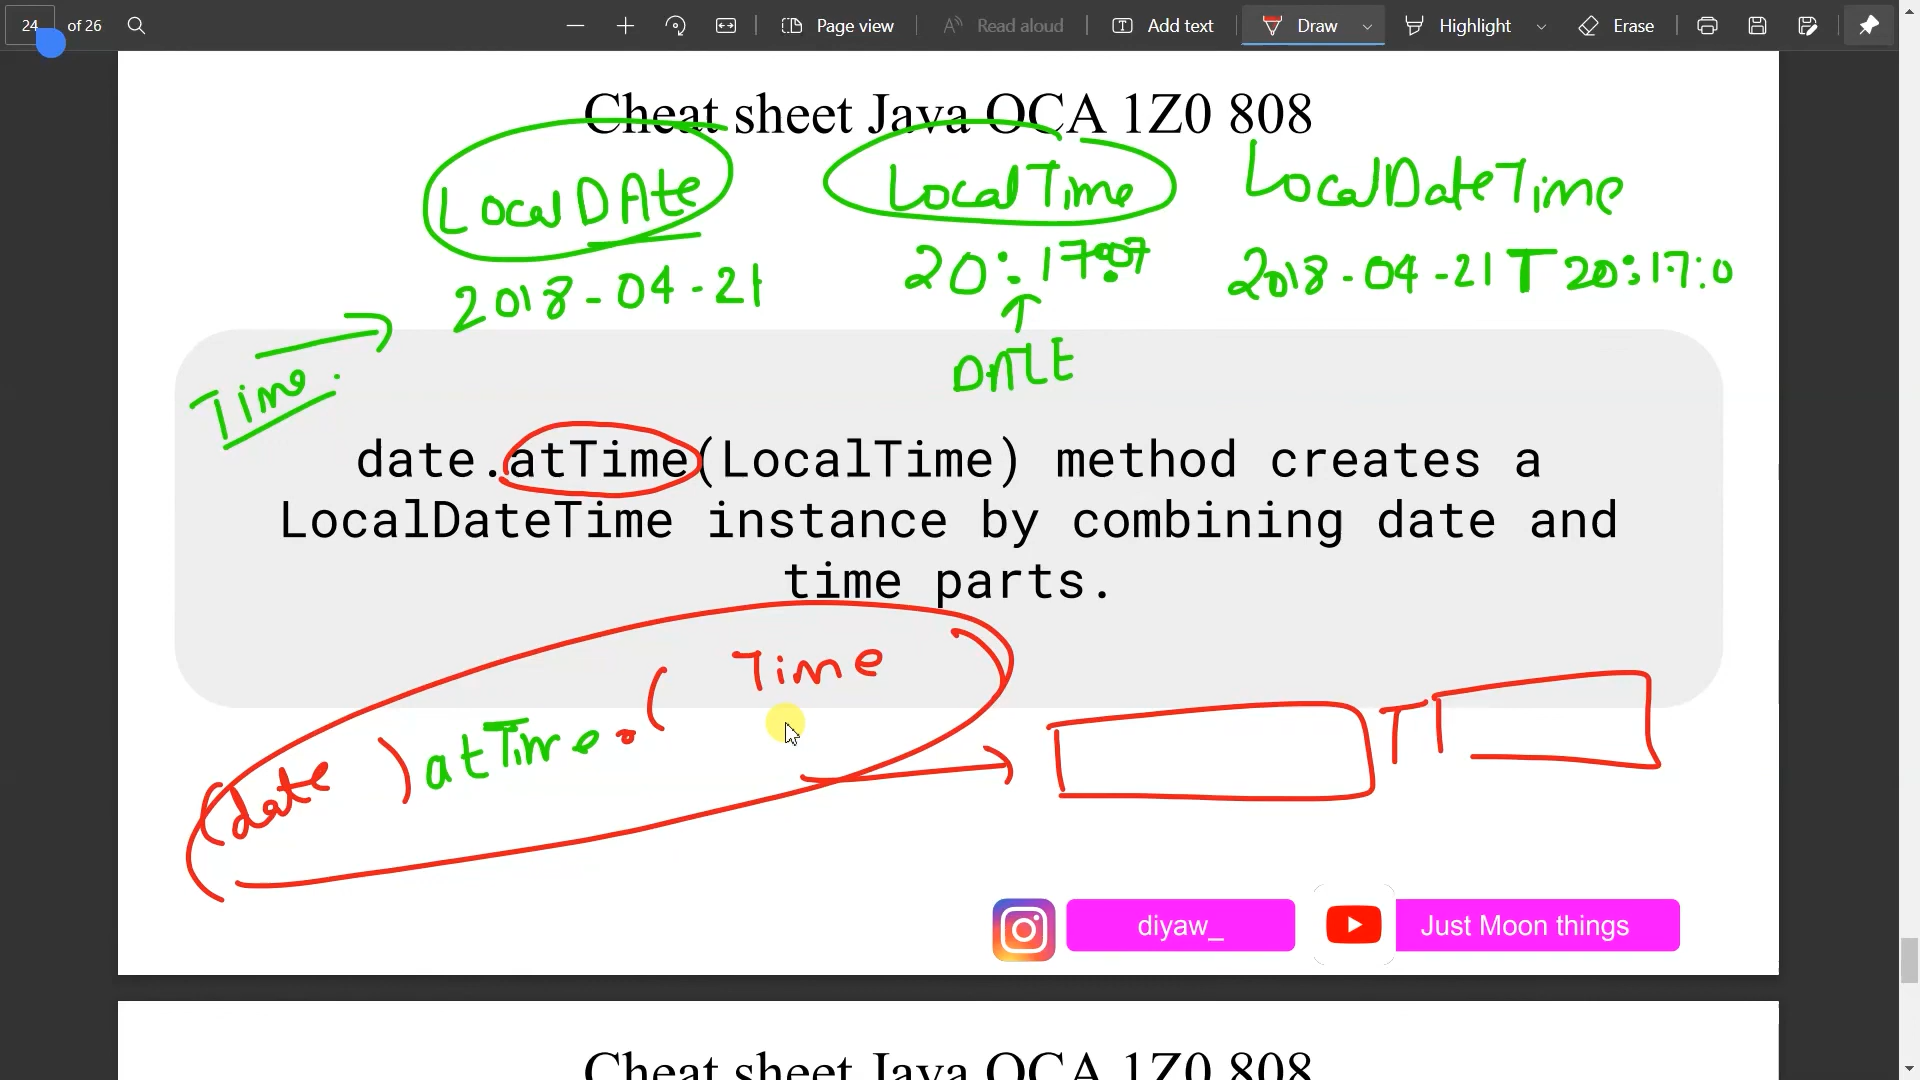 24 of 26 Page view Read aloud Add text Draw Highlight Erase
Cheat sheet Java OCA 1Z0 808
LocalDAte LocalTime LocalDateTime
2018-04-21 20:17:07 2018-04-21T20:17:0
DATE
Time.
date.atTime(LocalTime) method creates a
LocalDateTime instance by combining date and
time parts.
(date) atTime.( Time )
T
diyaw_ Just Moon things
Cheat sheet Java OCA 1Z0 808